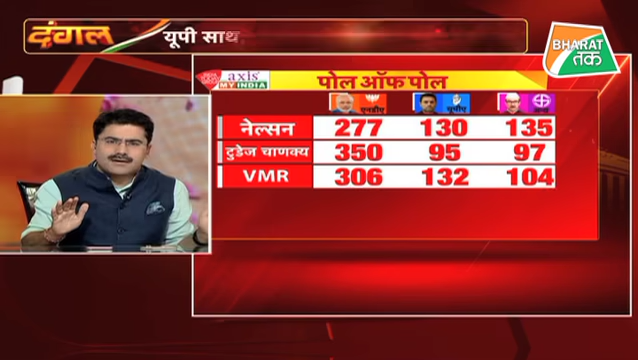 दंगल
यूपी साथ
BHARAT
तक
axis
MY INDIA
पोल ऑफ पोल
एनडीए यूपीए
नेल्सन 277 130 135
टुडेज चाणक्य 350 95 97
VMR 306 132 104